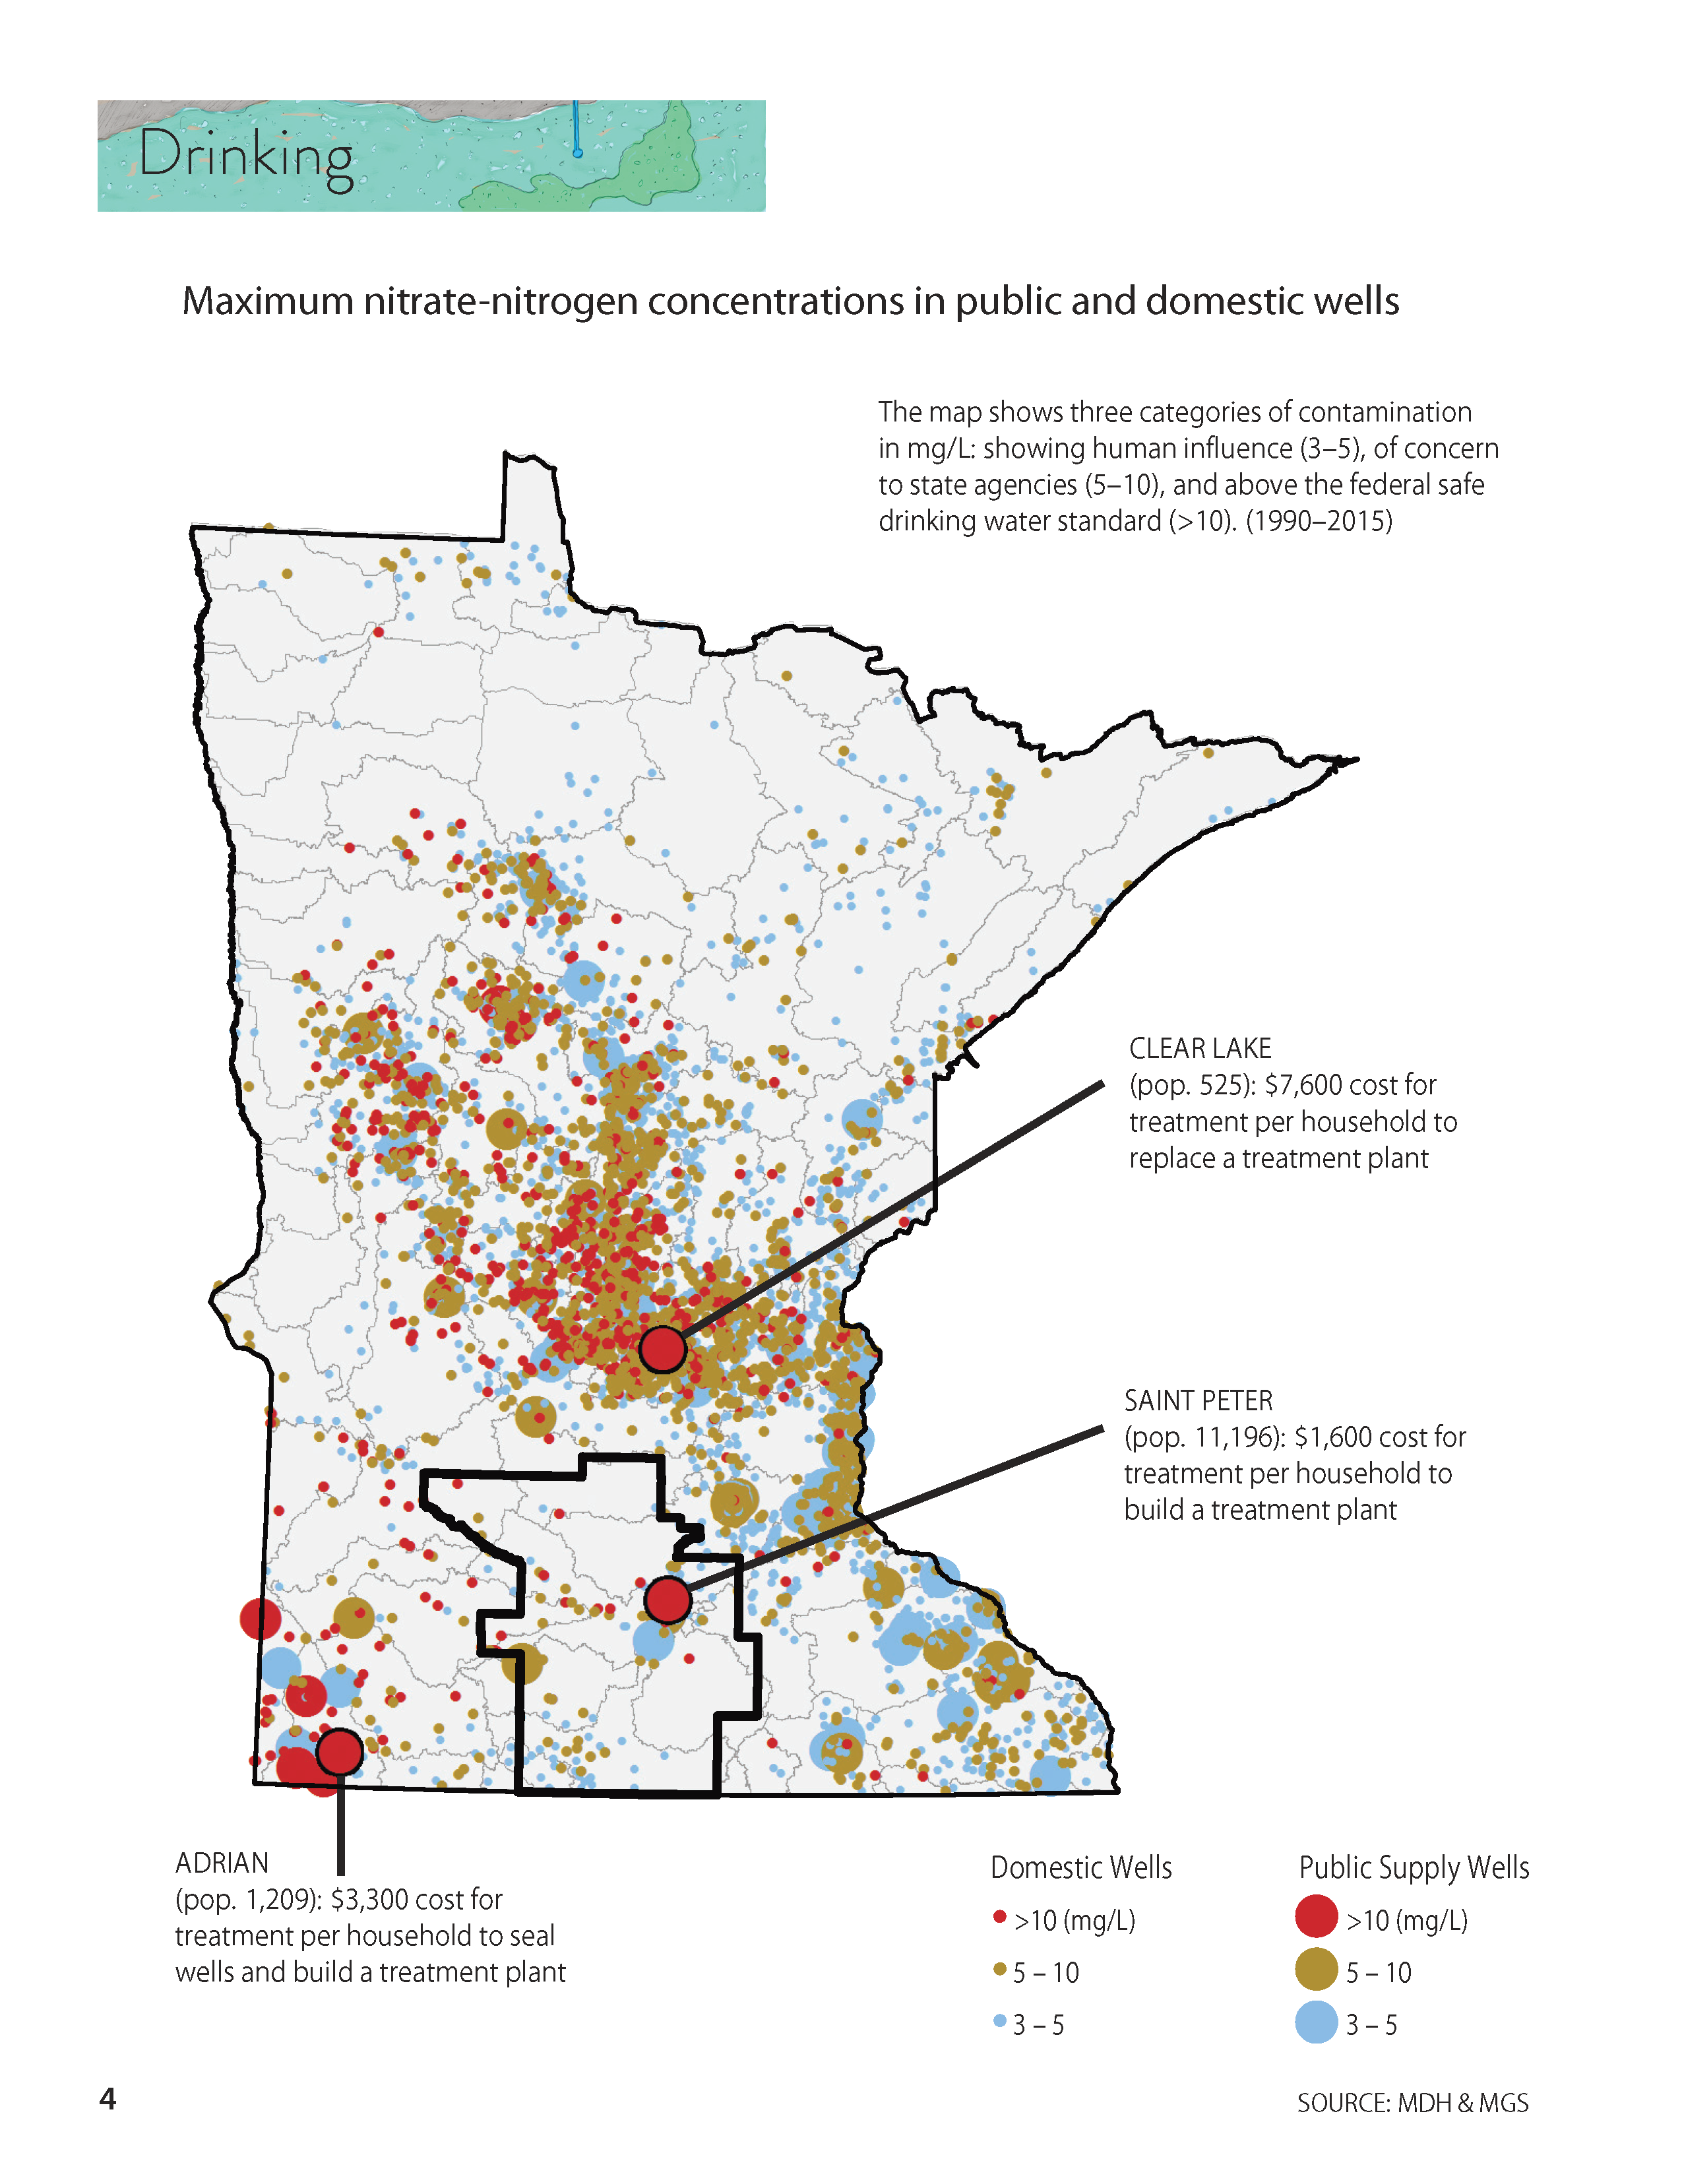 Drinking
Maximum nitrate-nitrogen concentrations in public and domestic wells
The map shows three categories of contamination
in mg/L: showing human influence (3–5), of concern
to state agencies (5–10), and above the federal safe
drinking water standard (>10). (1990–2015)
CLEAR LAKE
(pop. 525): $7,600 cost for
treatment per household to
replace a treatment plant
SAINT PETER
(pop. 11,196): $1,600 cost for
treatment per household to
build a treatment plant
ADRIAN
(pop. 1,209): $3,300 cost for
treatment per household to seal
wells and build a treatment plant
Domestic Wells
>10 (mg/L)
5 – 10
3 – 5
Public Supply Wells
>10 (mg/L)
5 – 10
3 – 5
4
SOURCE: MDH & MGS